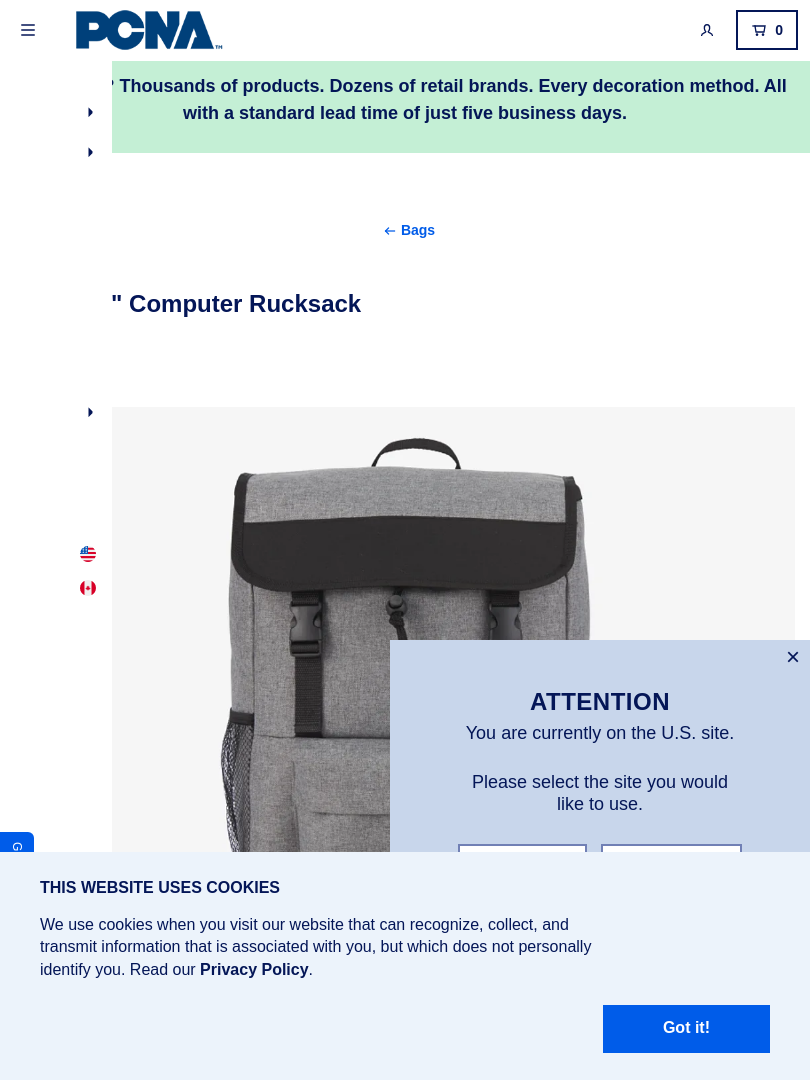 PCNA™
0
Thousands of products. Dozens of retail brands. Every decoration method. All
with a standard lead time of just five business days.
← Bags
" Computer Rucksack
ATTENTION
You are currently on the U.S. site.
Please select the site you would
like to use.
G
THIS WEBSITE USES COOKIES
We use cookies when you visit our website that can recognize, collect, and
transmit information that is associated with you, but which does not personally
identify you. Read our Privacy Policy.
Got it!